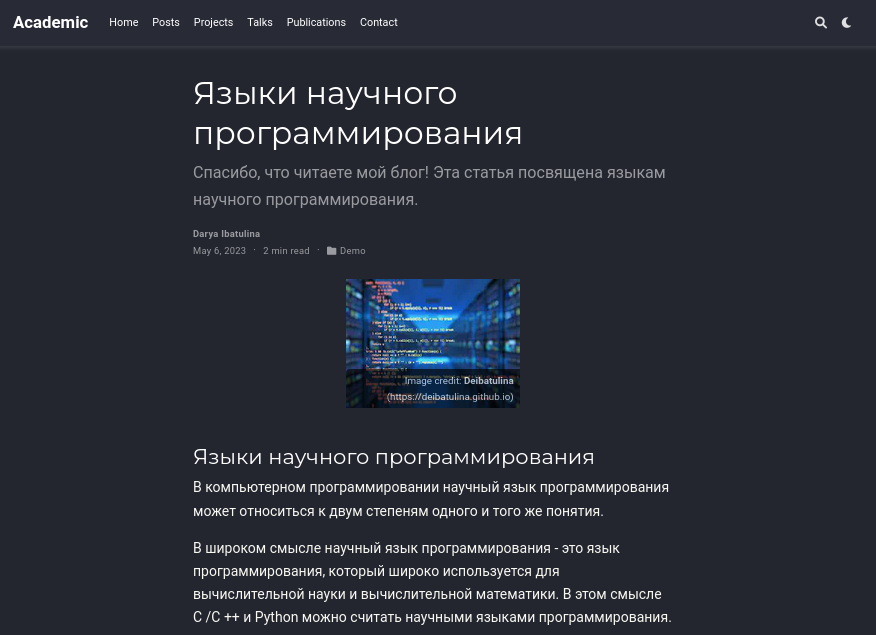 Academic Home Posts Projects Talks Publications Contact
Языки научного
программирования
Спасибо, что читаете мой блог! Эта статья посвящена языкам
научного программирования.
Darya Ibatulina
May 6, 2023 · 2 min read · Demo
Image credit: Deibatulina
(https://deibatulina.github.io)
Языки научного программирования
В компьютерном программировании научный язык программирования
может относиться к двум степеням одного и того же понятия.
В широком смысле научный язык программирования - это язык
программирования, который широко используется для
вычислительной науки и вычислительной математики. В этом смысле
C /C ++ и Python можно считать научными языками программирования.